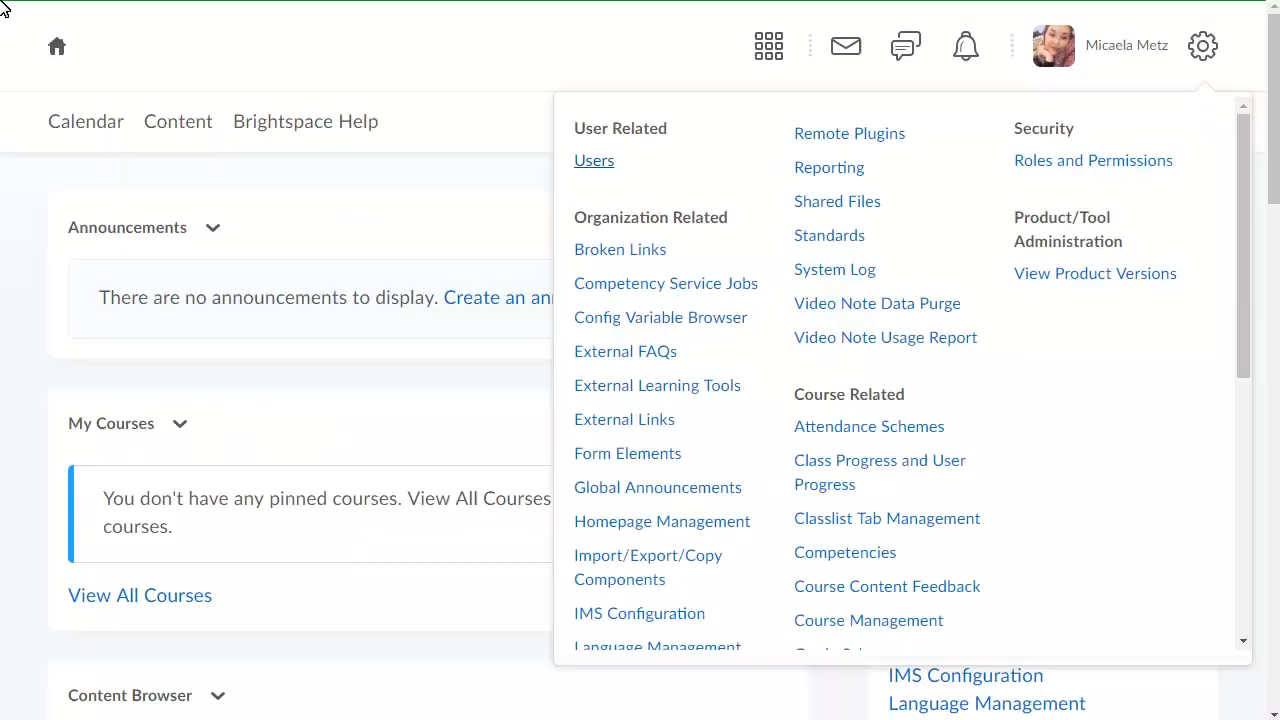 Micaela Metz
Calendar Content Brightspace Help
Announcements
There are no announcements to display. Create an an
My Courses
You don't have any pinned courses. View All Courses
courses.
View All Courses
Content Browser
User Related
Users
Organization Related
Broken Links
Competency Service Jobs
Config Variable Browser
External FAQs
External Learning Tools
External Links
Form Elements
Global Announcements
Homepage Management
Import/Export/Copy
Components
IMS Configuration
Language Management
Remote Plugins
Reporting
Shared Files
Standards
System Log
Video Note Data Purge
Video Note Usage Report
Course Related
Attendance Schemes
Class Progress and User
Progress
Classlist Tab Management
Competencies
Course Content Feedback
Course Management
Security
Roles and Permissions
Product/Tool
Administration
View Product Versions
IMS Configuration
Language Management